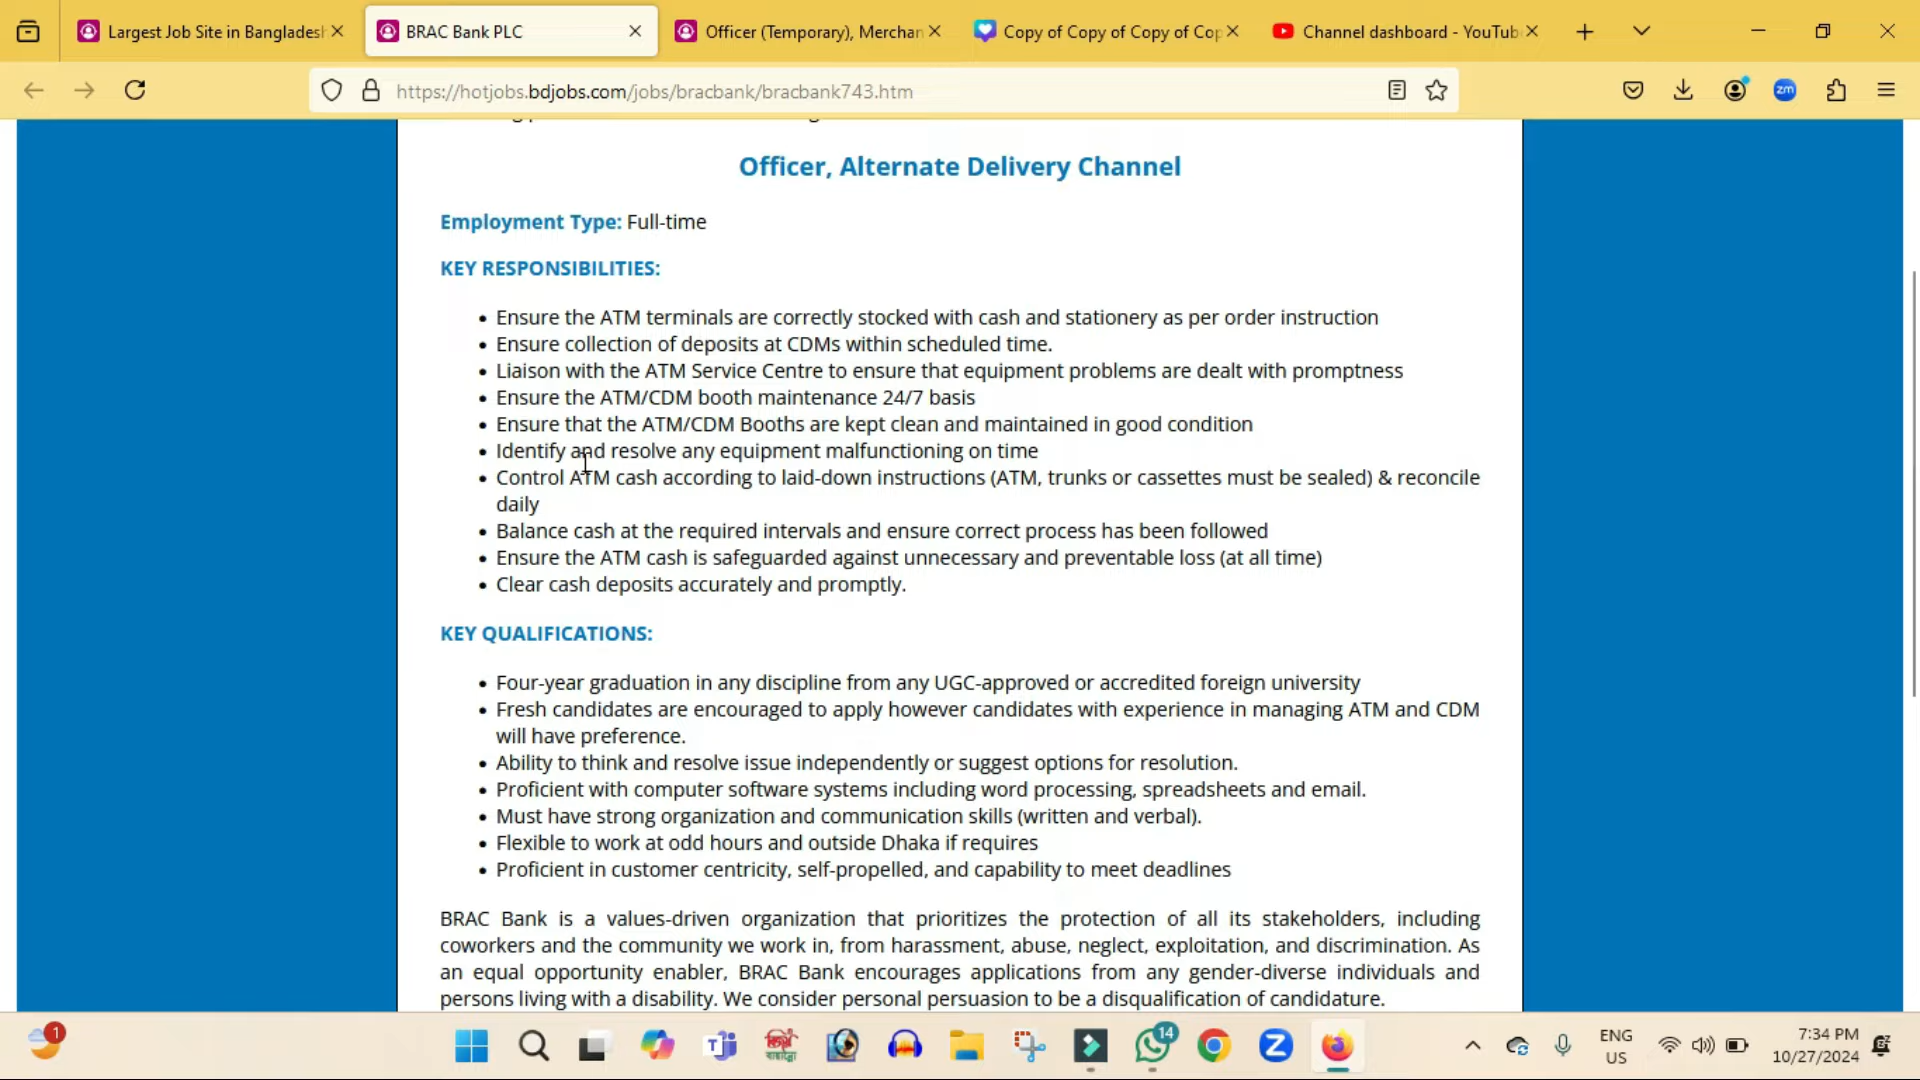 Largest Job Site in Banglades
BRAC Bank PLC
Officer (Temporary), Merchan
Copy of Copy of Copy of Cop
Channel dashboard - YouTub
https://hotjobs.bdjobs.com/jobs/bracbank/bracbank743.htm
zm
Officer, Alternate Delivery Channel
Employment Type: Full-time
KEY RESPONSIBILITIES:
• Ensure the ATM terminals are correctly stocked with cash and stationery as per order instruction
• Ensure collection of deposits at CDMs within scheduled time.
• Liaison with the ATM Service Centre to ensure that equipment problems are dealt with promptness
• Ensure the ATM/CDM booth maintenance 24/7 basis
• Ensure that the ATM/CDM Booths are kept clean and maintained in good condition
• Identify and resolve any equipment malfunctioning on time
• Control ATM cash according to laid-down instructions (ATM, trunks or cassettes must be sealed) & reconcile
daily
• Balance cash at the required intervals and ensure correct process has been followed
• Ensure the ATM cash is safeguarded against unnecessary and preventable loss (at all time)
• Clear cash deposits accurately and promptly.
KEY QUALIFICATIONS:
• Four-year graduation in any discipline from any UGC-approved or accredited foreign university
• Fresh candidates are encouraged to apply however candidates with experience in managing ATM and CDM
will have preference.
• Ability to think and resolve issue independently or suggest options for resolution.
• Proficient with computer software systems including word processing, spreadsheets and email.
• Must have strong organization and communication skills (written and verbal).
• Flexible to work at odd hours and outside Dhaka if requires
• Proficient in customer centricity, self-propelled, and capability to meet deadlines
BRAC Bank is a values-driven organization that prioritizes the protection of all its stakeholders, including
coworkers and the community we work in, from harassment, abuse, neglect, exploitation, and discrimination. As
an equal opportunity enabler, BRAC Bank encourages applications from any gender-diverse individuals and
persons living with a disability. We consider personal persuasion to be a disqualification of candidature.
1
14
ENG
US
7:34 PM
10/27/2024